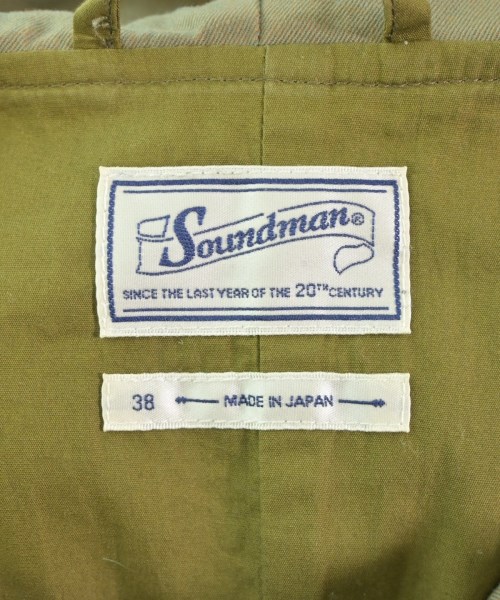 Soundman®
SINCE THE LAST YEAR OF THE 20TH CENTURY
38 MADE IN JAPAN